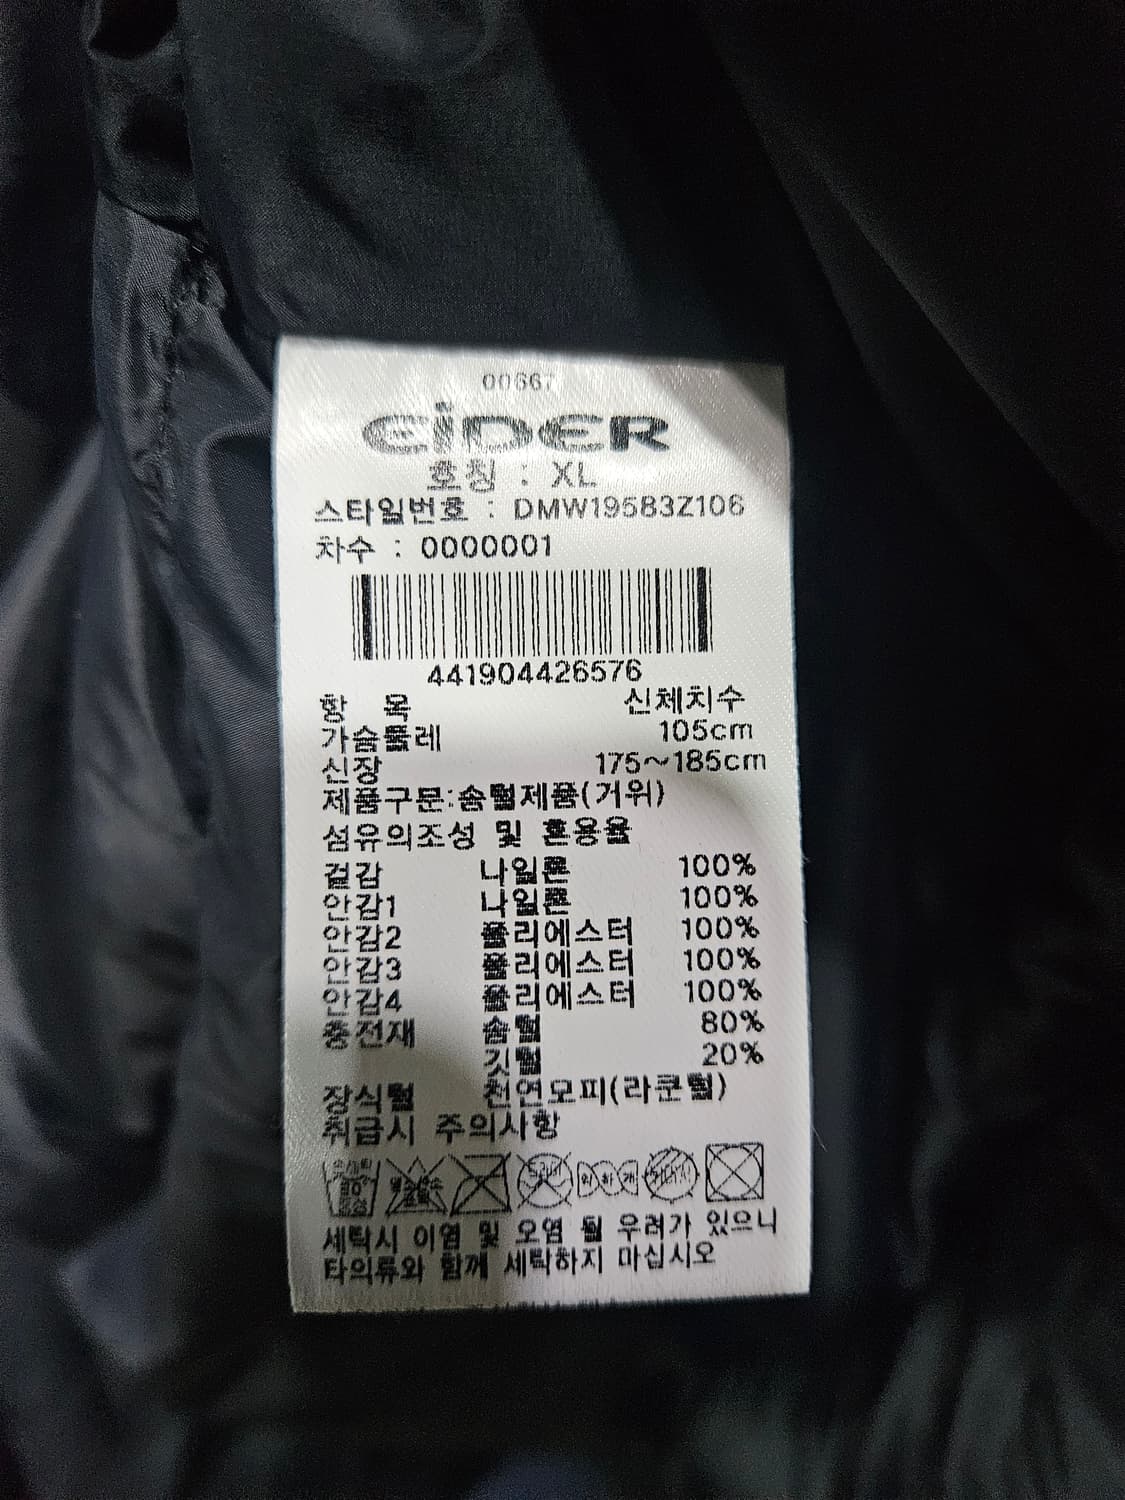 00667
EiDER
호칭 : XL
스타일번호 : DMW19583Z106
차수 : 0000001
441904426576
항 목 신체치수
가슴둘레 105cm
신장 175~185cm
제품구분:솜털제품(거위)
섬유의조성 및 혼용율
겉감 나일론 100%
안감1 나일론 100%
안감2 폴리에스터 100%
안감3 폴리에스터 100%
안감4 폴리에스터 100%
충전재 솜털 80%
깃털 20%
장식털 천연모피(라쿤털)
취급시 주의사항
세탁시 이염 및 오염 될 우려가 있으니
타의류와 함께 세탁하지 마십시오